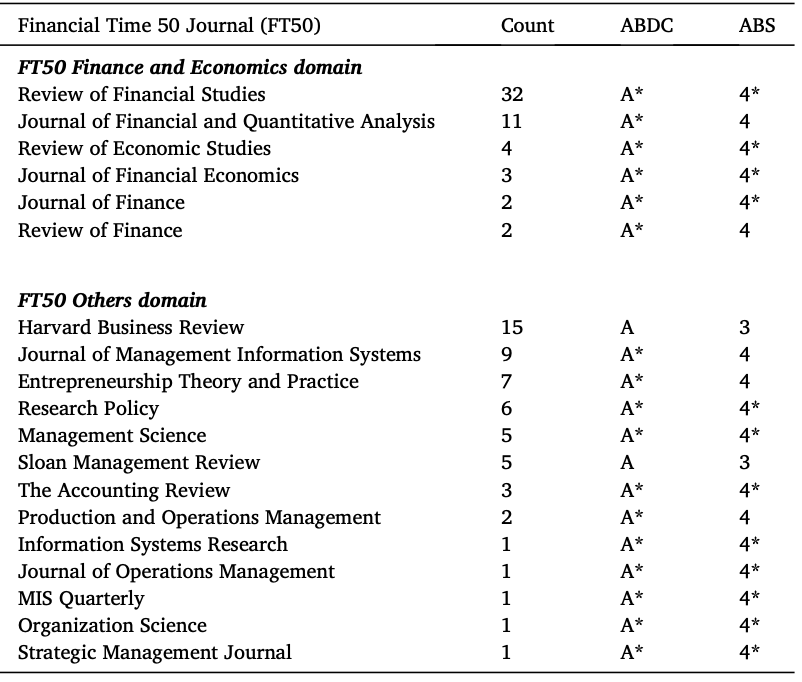 Financial Time 50 Journal (FT50) Count ABDC ABS
FT50 Finance and Economics domain
Review of Financial Studies 32 A* 4*
Journal of Financial and Quantitative Analysis 11 A* 4
Review of Economic Studies 4 A* 4*
Journal of Financial Economics 3 A* 4*
Journal of Finance 2 A* 4*
Review of Finance 2 A* 4
FT50 Others domain
Harvard Business Review 15 A 3
Journal of Management Information Systems 9 A* 4
Entrepreneurship Theory and Practice 7 A* 4
Research Policy 6 A* 4*
Management Science 5 A* 4*
Sloan Management Review 5 A 3
The Accounting Review 3 A* 4*
Production and Operations Management 2 A* 4
Information Systems Research 1 A* 4*
Journal of Operations Management 1 A* 4*
MIS Quarterly 1 A* 4*
Organization Science 1 A* 4*
Strategic Management Journal 1 A* 4*